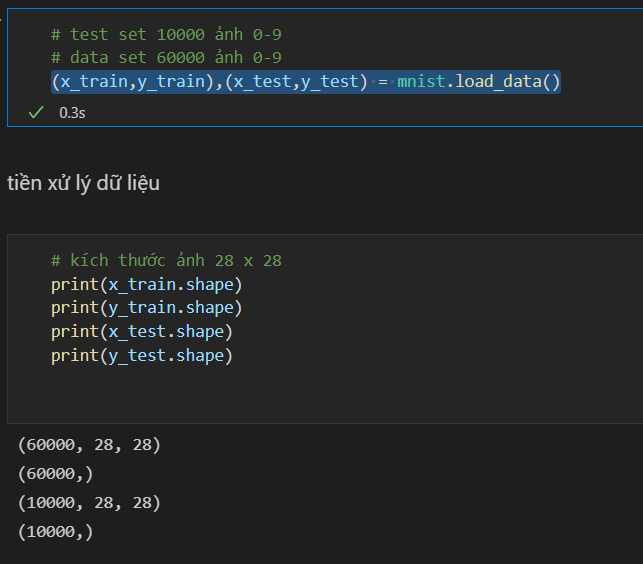 # test set 10000 ảnh 0-9
# data set 60000 ảnh 0-9
(x_train,y_train),(x_test,y_test) = mnist.load_data()
0.3s
tiền xử lý dữ liệu
# kích thước ảnh 28 x 28
print(x_train.shape)
print(y_train.shape)
print(x_test.shape)
print(y_test.shape)
(60000, 28, 28)
(60000,)
(10000, 28, 28)
(10000,)